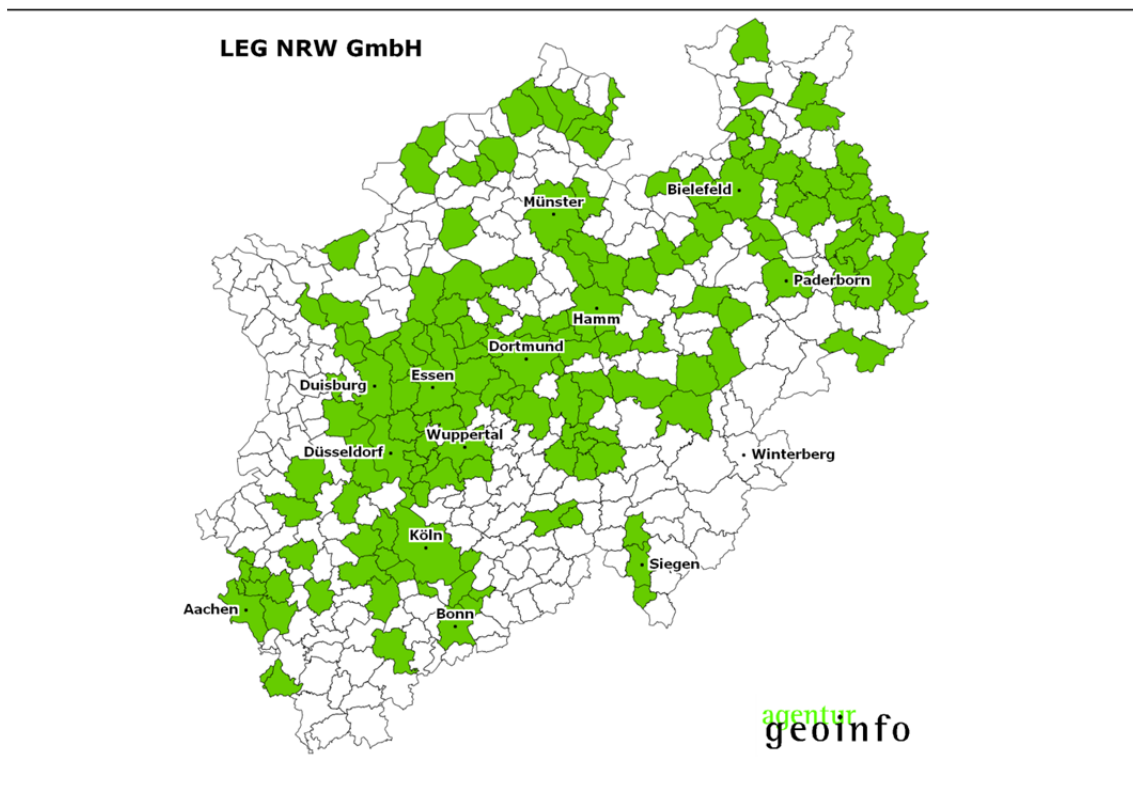 LEG NRW GmbH
Bielefeld
Münster
Paderborn
Hamm
Dortmund
Essen
Duisburg
Wuppertal
Düsseldorf
Winterberg
Köln
Siegen
Aachen
Bonn
agentur
geoinfo